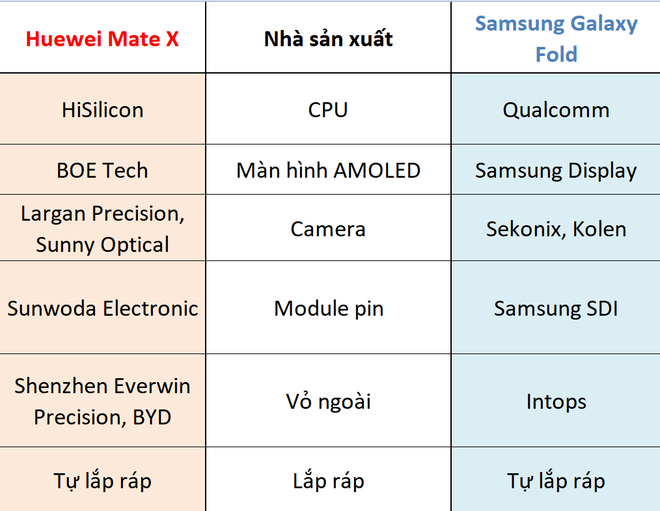 Huewei Mate X
Nhà sản xuất
Samsung Galaxy
Fold
HiSilicon
CPU
Qualcomm
BOE Tech
Màn hình AMOLED
Samsung Display
Largan Precision,
Sunny Optical
Camera
Sekonix, Kolen
Sunwoda Electronic
Module pin
Samsung SDI
Shenzhen Everwin
Precision, BYD
Vỏ ngoài
Intops
Tự lắp ráp
Lắp ráp
Tự lắp ráp